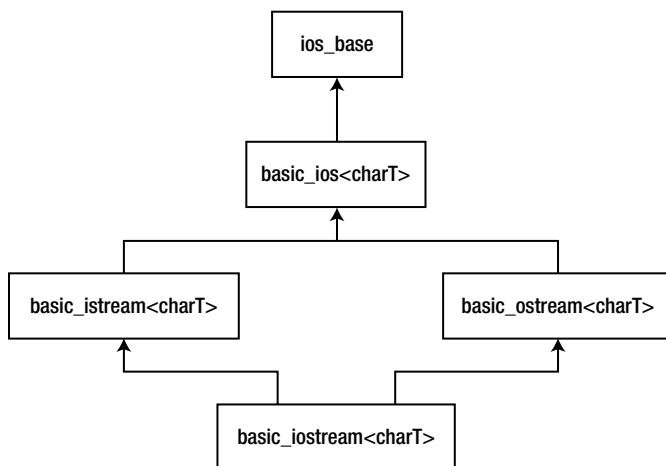 ios_base
basic_ios<charT>
basic_istream<charT>
basic_ostream<charT>
basic_iostream<charT>